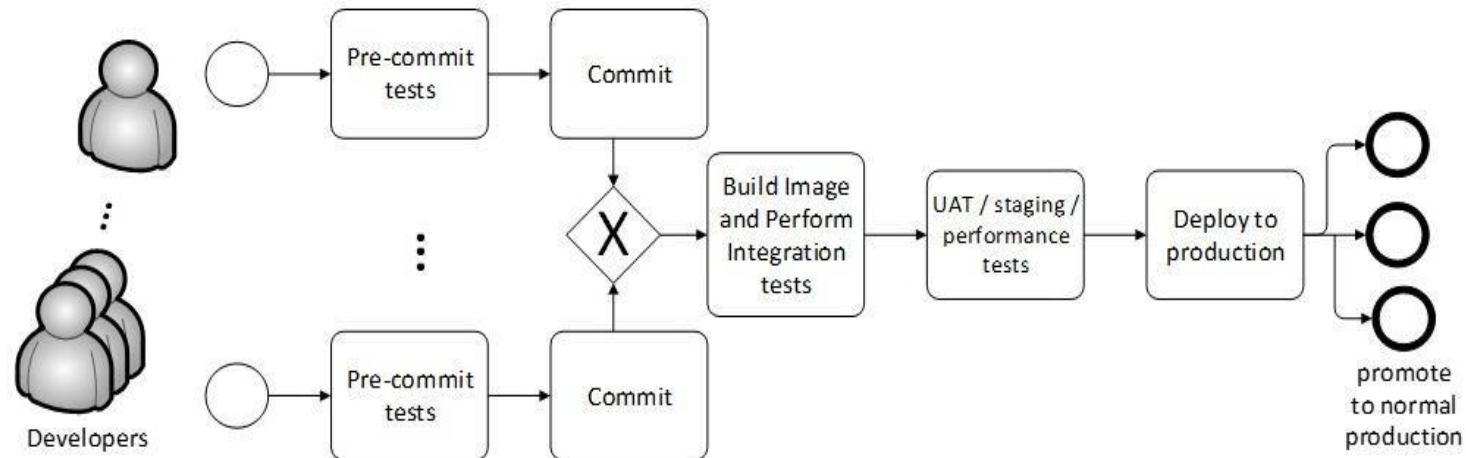 Pre-commit
tests
Commit
X
Build Image
and Perform
Integration
tests
UAT / staging /
performance
tests
Deploy to
production
Pre-commit
tests
Commit
Developers
promote
to normal
production